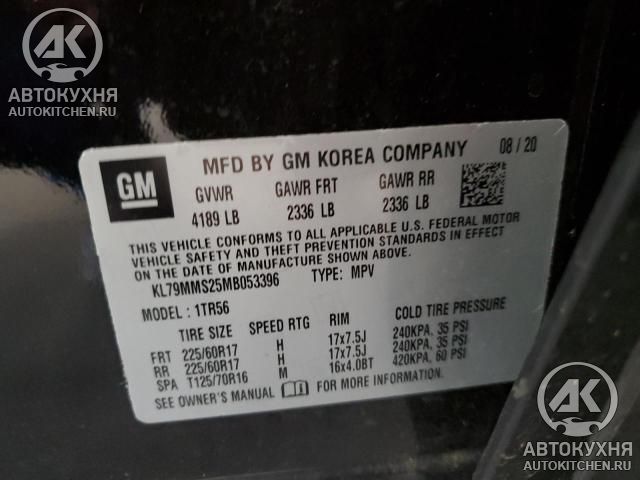 AK
АВТОКУХНЯ
AUTOKITCHEN.RU
GM
MFD BY GM KOREA COMPANY 08 / 20
GVWR GAWR FRT GAWR RR
4189 LB 2336 LB 2336 LB
THIS VEHICLE CONFORMS TO ALL APPLICABLE U.S. FEDERAL MOTOR
VEHICLE SAFETY AND THEFT PREVENTION STANDARDS IN EFFECT
ON THE DATE OF MANUFACTURE SHOWN ABOVE.
KL79MMS25MB053396 TYPE: MPV
MODEL : 1TR56
TIRE SIZE SPEED RTG RIM
FRT 225/60R17 H 17x7.5J 240KPA, 35 PSI
RR 225/60R17 H 17x7.5J 240KPA, 35 PSI
SPA T125/70R16 M 16x4.0BT 420KPA, 60 PSI
SEE OWNER'S MANUAL FOR MORE INFORMATION
AK
АВТОКУХНЯ
AUTOKITCHEN.RU